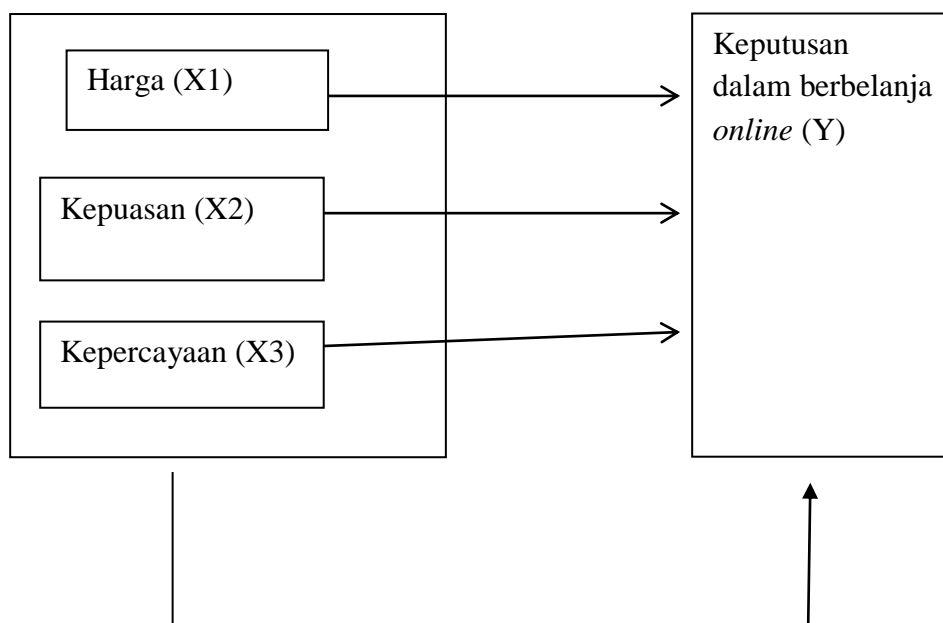 Harga (X1)
Kepuasan (X2)
Kepercayaan (X3)
Keputusan
dalam berbelanja
online (Y)